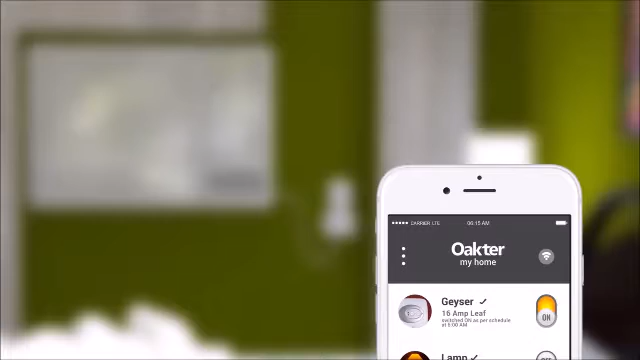 CARRIER LTE 06:15 AM
Oakter
my home
Geyser
16 Amp Leaf
switched ON as per schedule
at 5:00 AM
ON
Lamp
OFF